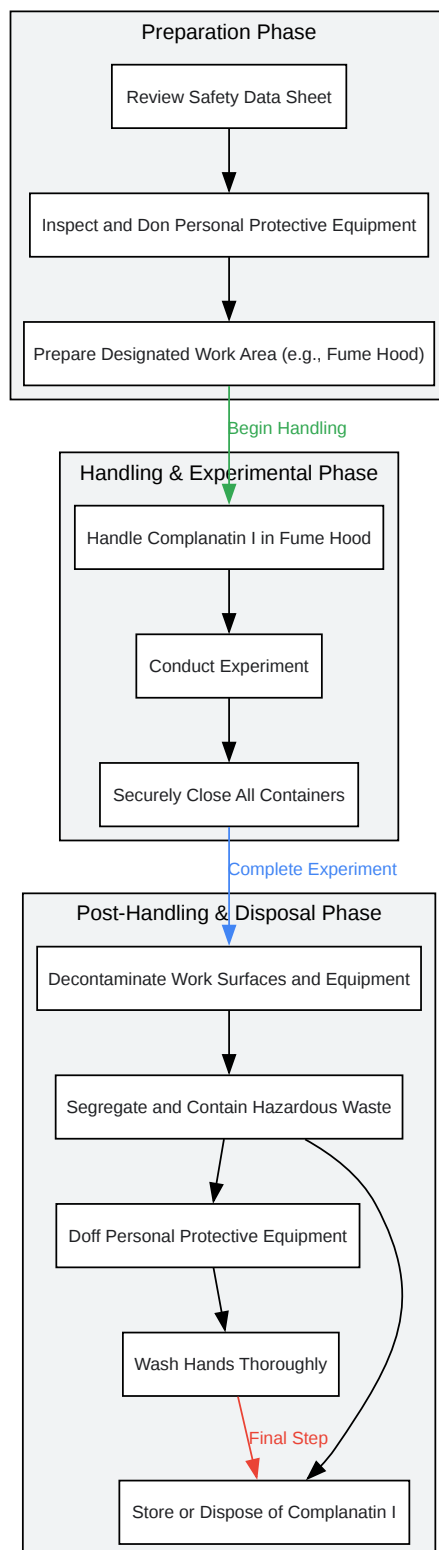 Preparation Phase
Review Safety Data Sheet
Inspect and Don Personal Protective Equipment
Prepare Designated Work Area (e.g., Fume Hood)
Begin Handling
Handling & Experimental Phase
Handle Complanatin I in Fume Hood
Conduct Experiment
Securely Close All Containers
Complete Experiment
Post-Handling & Disposal Phase
Decontaminate Work Surfaces and Equipment
Segregate and Contain Hazardous Waste
Doff Personal Protective Equipment
Wash Hands Thoroughly
Final Step
Store or Dispose of Complanatin I